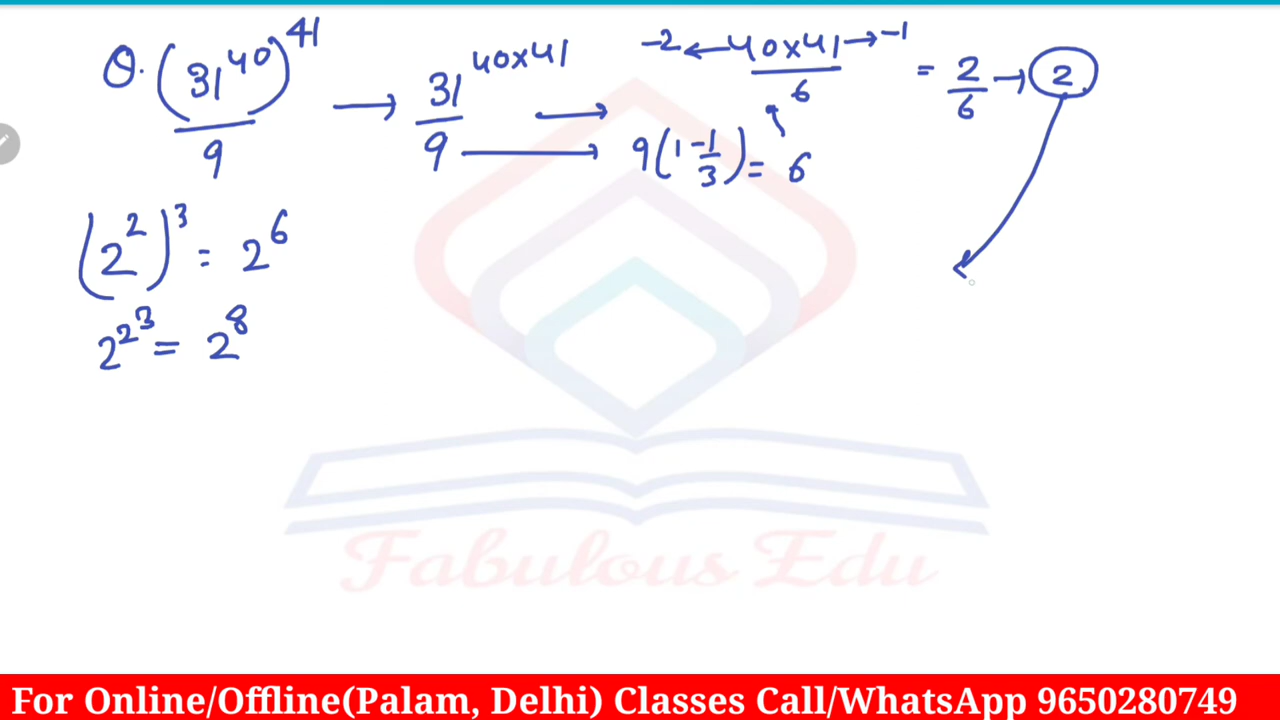 Q. (31^40)^41 / 9 → 31^40×41 / 9 → -2 ← 40×41 → -1 / 6 = 2/6 → 2
→ 9(1 - 1/3) = 6
(2^2)^3 = 2^6
2^2^3 = 2^8
Fabulous Edu
For Online/Offline(Palam, Delhi) Classes Call/WhatsApp 9650280749